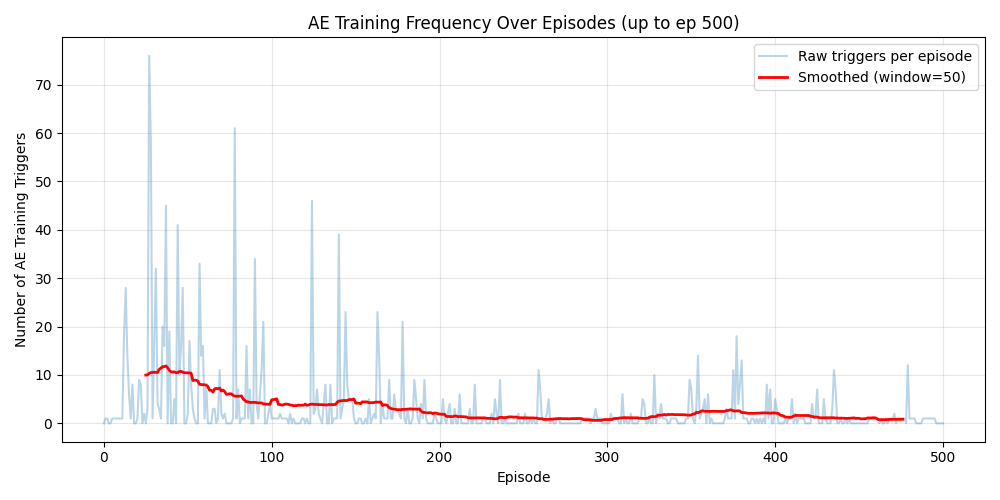 AE Training Frequency Over Episodes (up to ep 500)
Raw triggers per episode
Smoothed (window=50)
Number of AE Training Triggers
70
60
50
40
30
20
10
0
0 100 200 300 400 500
Episode